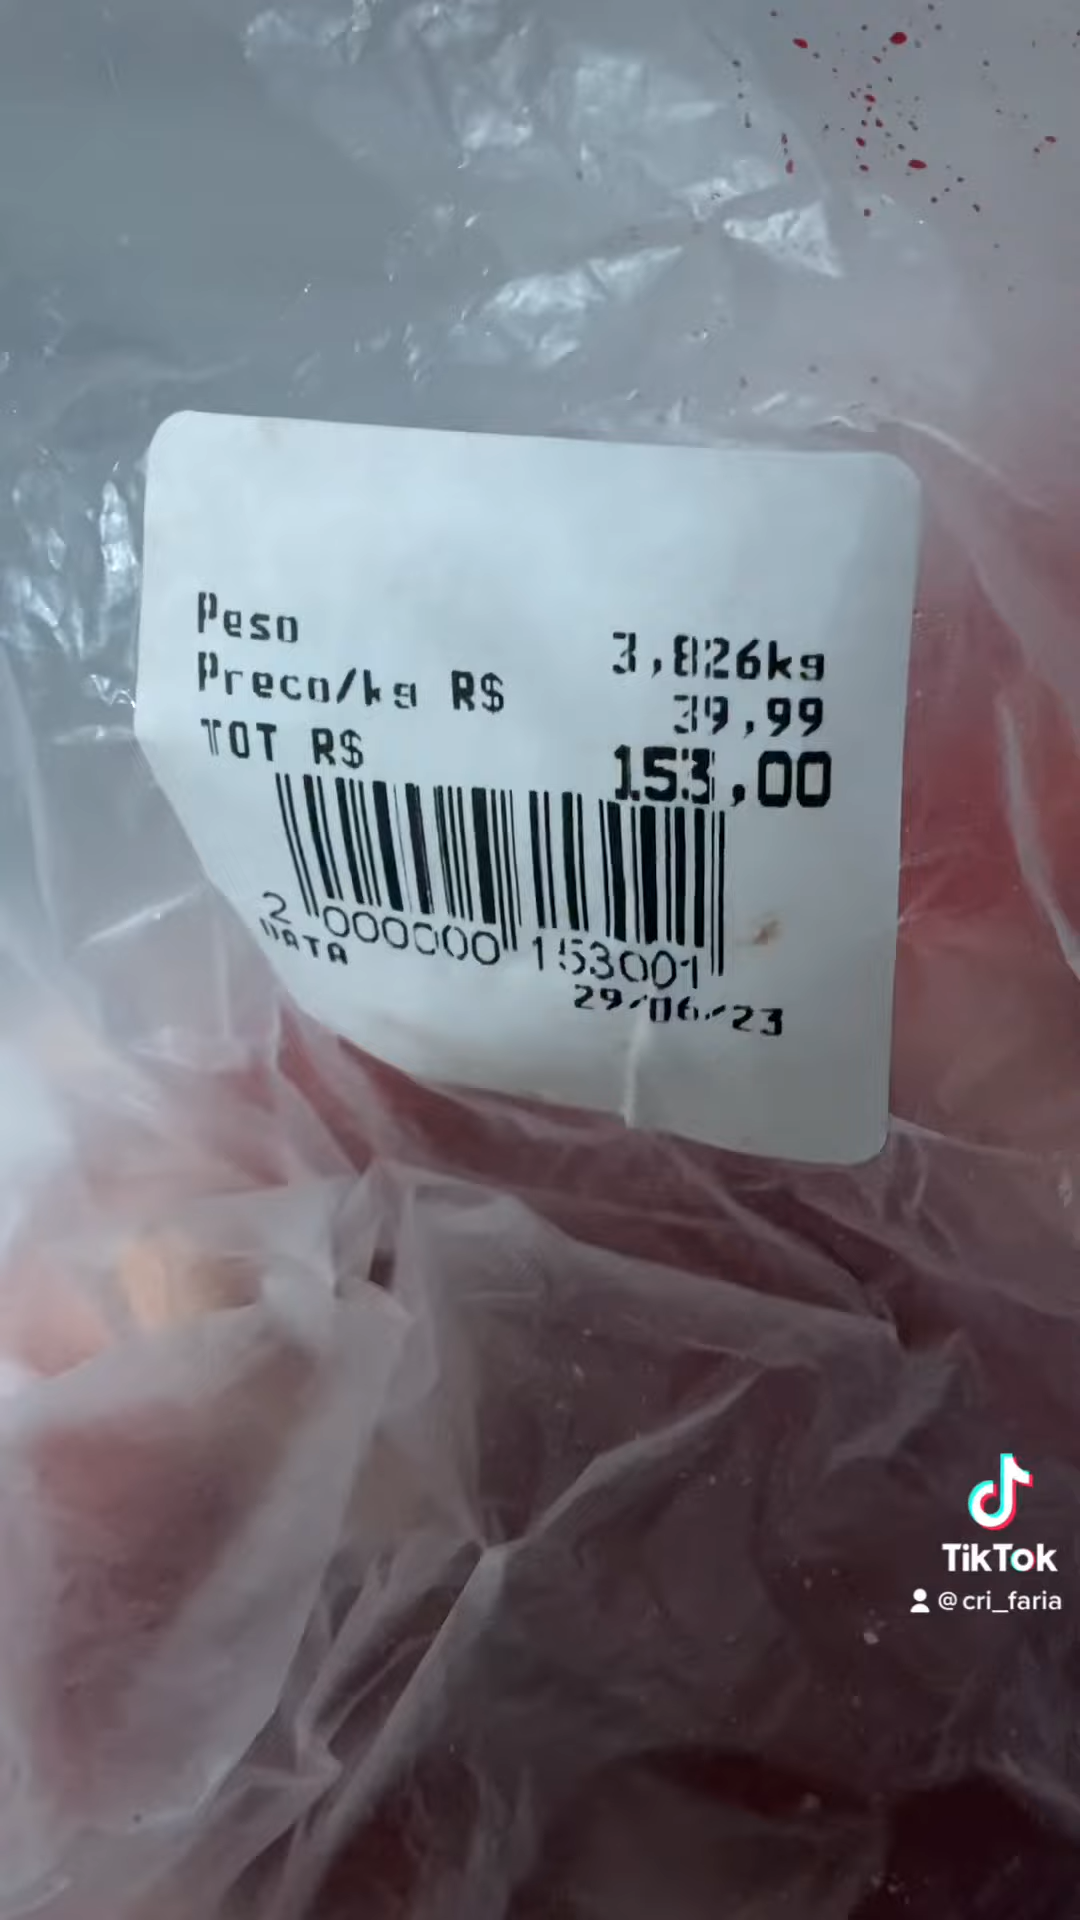 Peso 3,826kg
Preco/kg R$ 39,99
TOT R$ 153,00
2 000000 153001
DATA 29/06/23
TikTok
@cri_faria